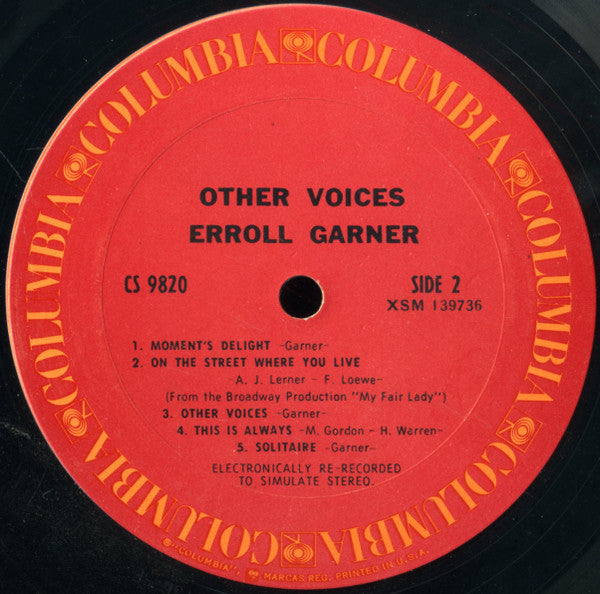 COLUMBIA COLUMBIA COLUMBIA COLUMBIA COLUMBIA COLUMBIA
OTHER VOICES
ERROLL GARNER
CS 9820
SIDE 2
XSM 139736
1. MOMENT'S DELIGHT -Garner-
2. ON THE STREET WHERE YOU LIVE
A. J. Lerner - F. Loewe-
(From the Broadway Production "My Fair Lady")
3. OTHER VOICES -Garner-
4. THIS IS ALWAYS -M. Gordon - H. Warren-
5. SOLITAIRE -Garner-
ELECTRONICALLY RE-RECORDED
TO SIMULATE STEREO.
® "COLUMBIA", MARCAS REG. PRINTED IN U.S.A.